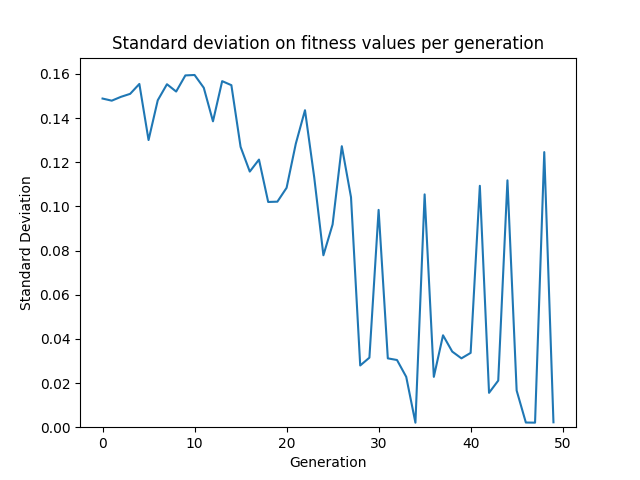 Standard deviation on fitness values per generation
0.16
0.14
0.12
0.10
0.08
0.06
0.04
0.02
0.00
Standard Deviation
0 10 20 30 40 50
Generation